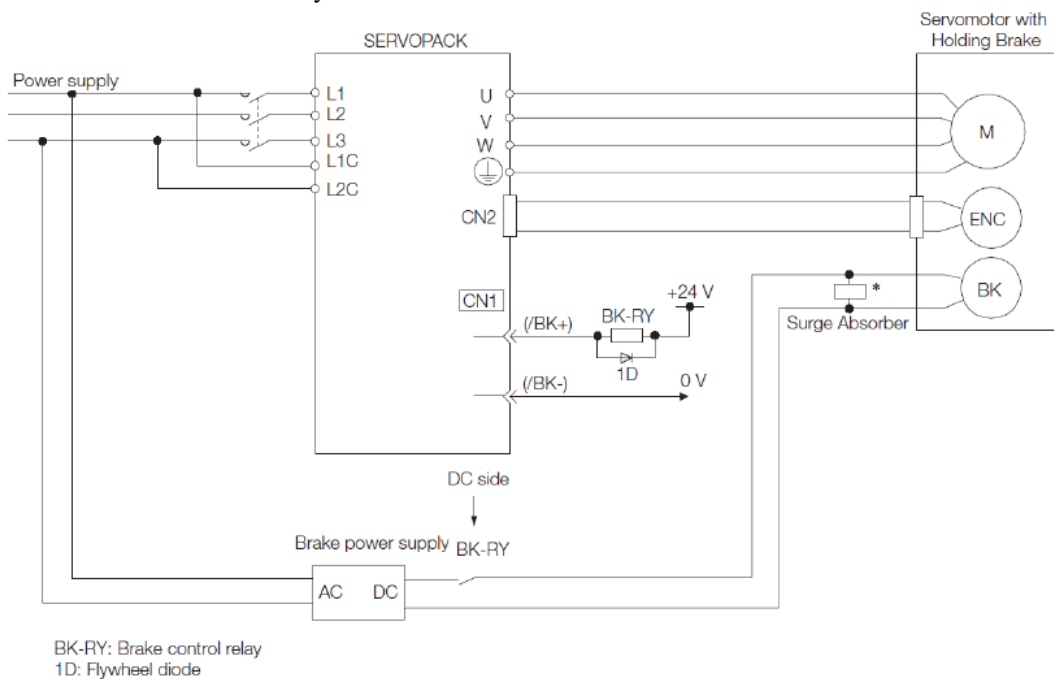 Servomotor with
Holding Brake
SERVOPACK
Power supply
L1
L2
L3
L1C
L2C
U
V
W
M
CN2
ENC
CN1
BK
*
Surge Absorber
+24 V
(/BK+)
BK-RY
1D
(/BK-)
0 V
DC side
Brake power supply
BK-RY
AC
DC
BK-RY: Brake control relay
1D: Flywheel diode